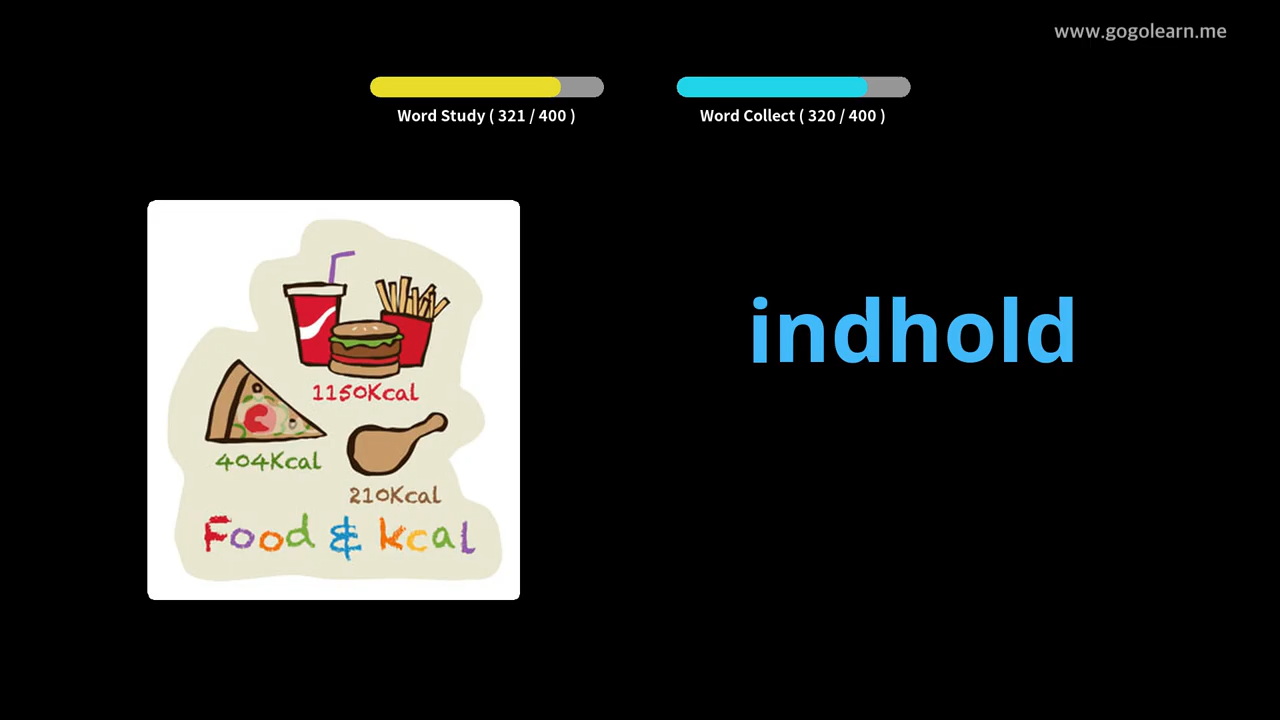 www.gogolearn.me
Word Study ( 321 / 400 )
Word Collect ( 320 / 400 )
indhold
1150Kcal
404Kcal
210Kcal
Food & kcal